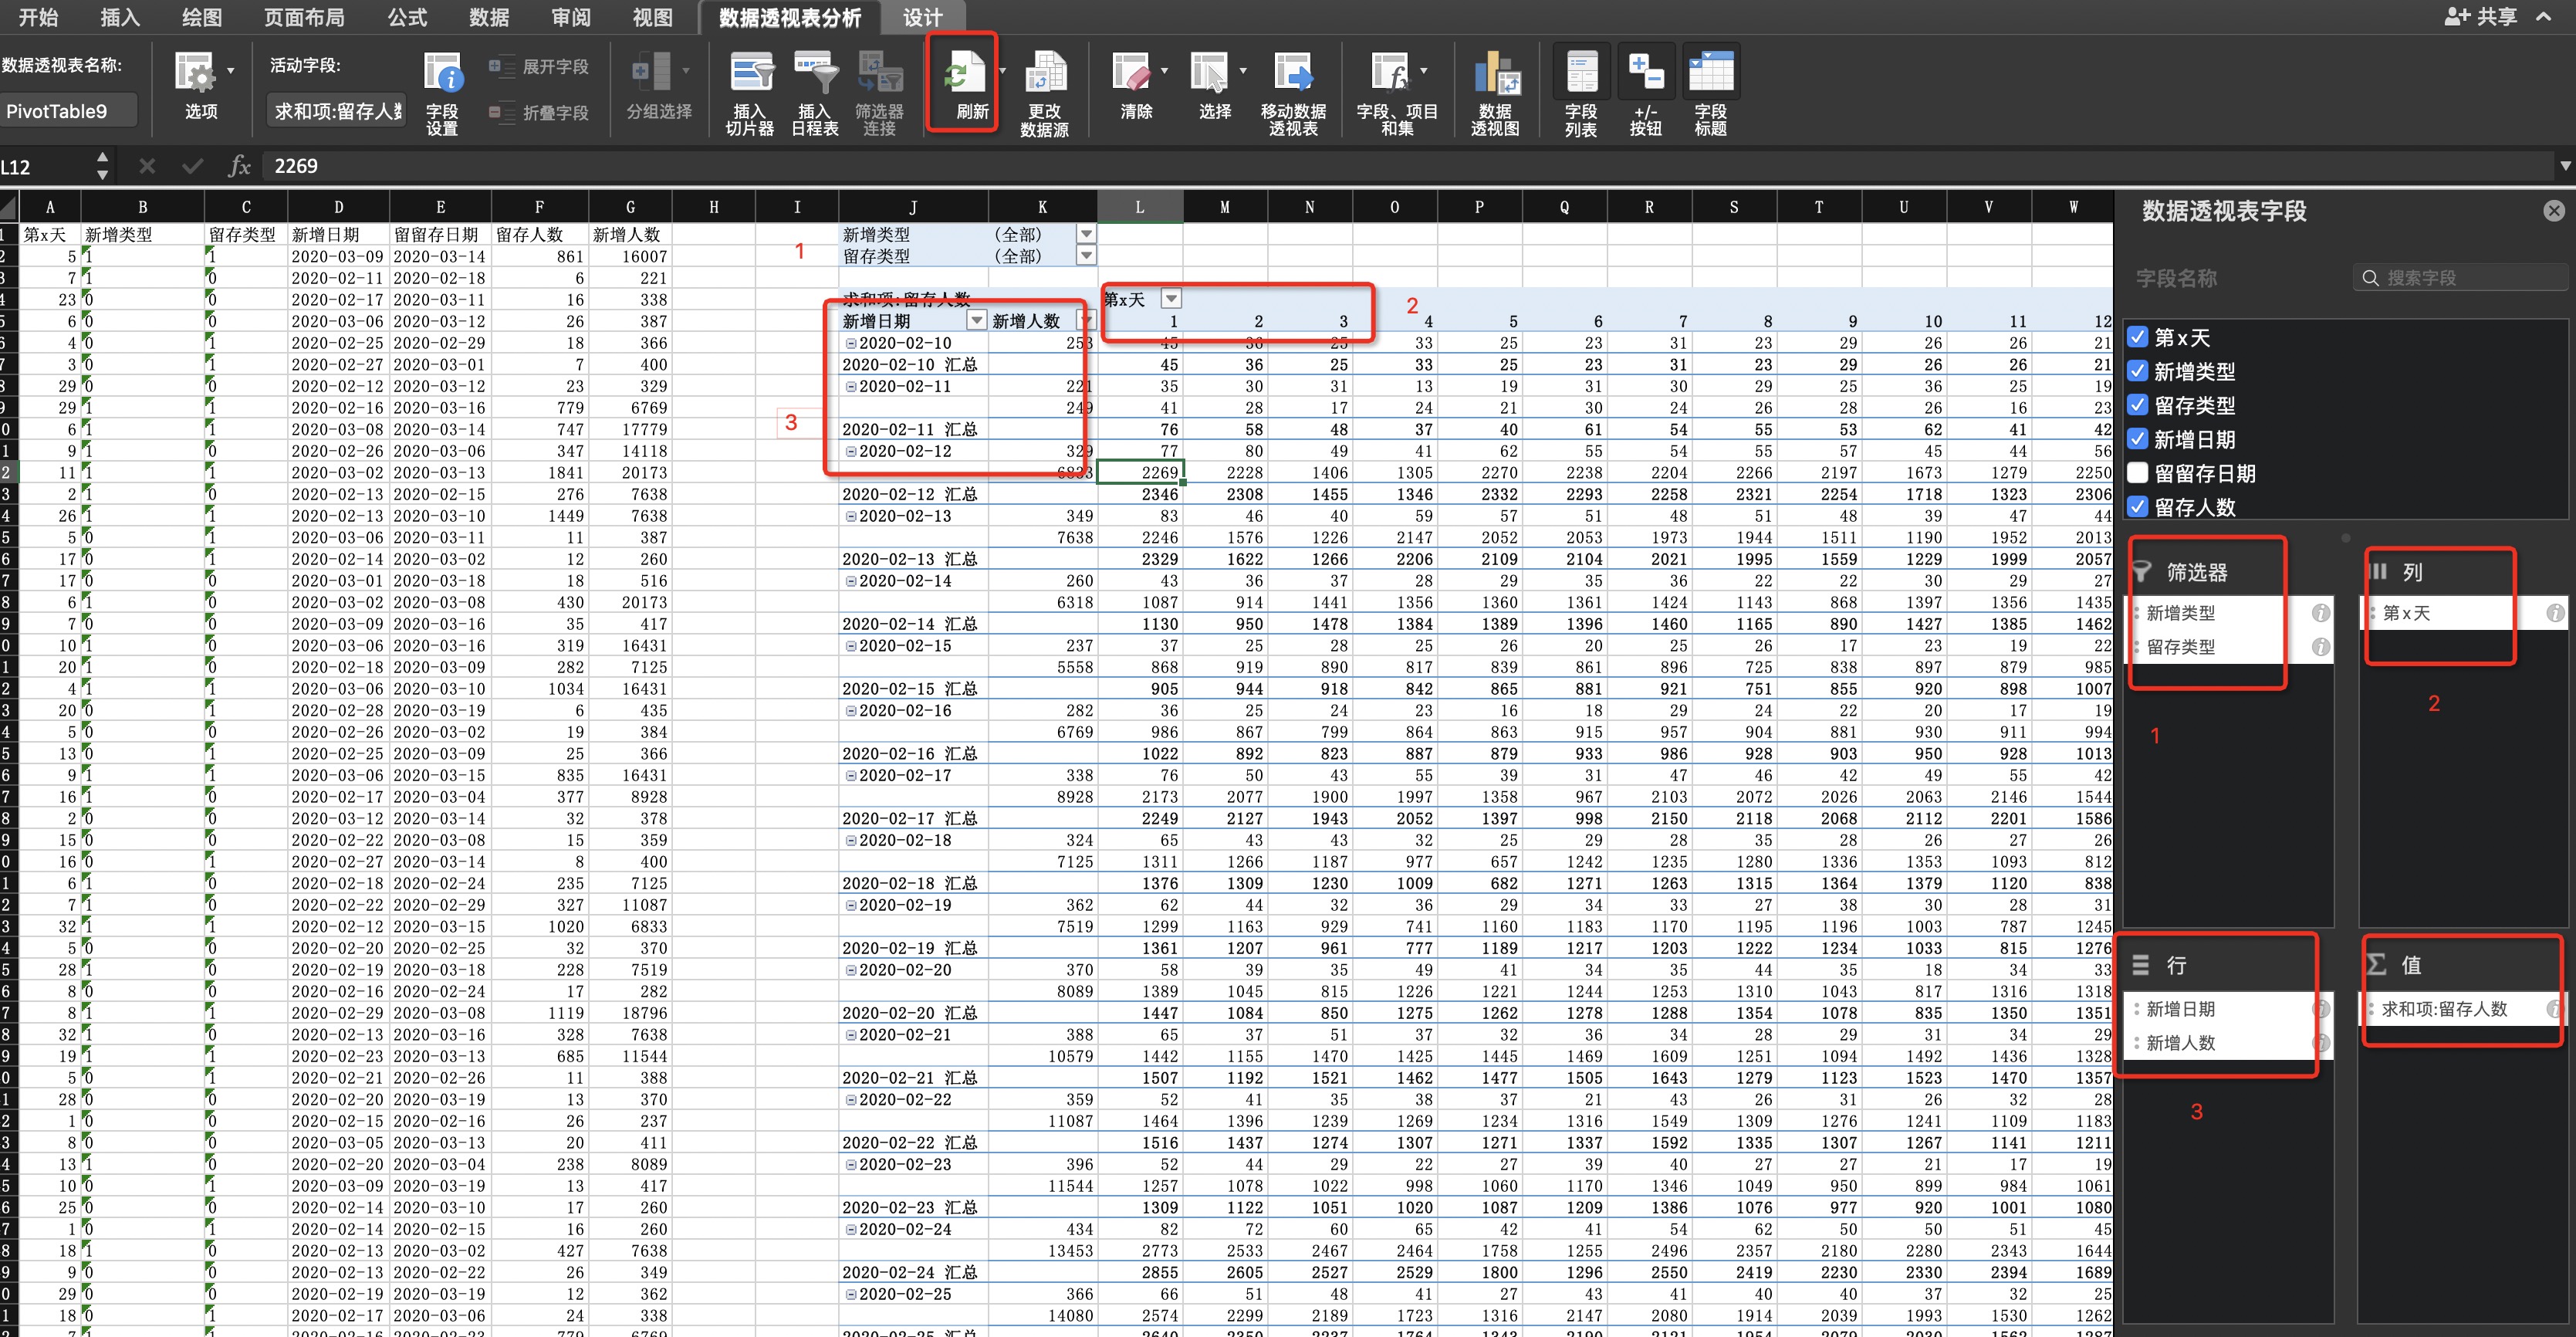 开始 插入 绘图 页面布局 公式 数据 审阅 视图 数据透视表分析 设计 共享
数据透视表名称: 活动字段: 展开字段
PivotTable9 选项 求和项:留存人数 字段设置 折叠字段 分组选择 插入切片器 插入日程表 筛选器连接 刷新 更改数据源 清除 选择 移动数据透视表 字段、项目和集 数据透视图 字段列表 +/-按钮 字段标题
L12 fx 2269
A B C D E F G H I J K L M N O P Q R S T U V W
1 第x天 新增类型 留存类型 新增日期 留留存日期 留存人数 新增人数 新增类型 (全部)
2 5 1 1 2020-03-09 2020-03-14 861 16007 1 留存类型 (全部)
3 7 1 0 2020-02-11 2020-02-18 6 221
4 23 0 0 2020-02-17 2020-03-11 16 338 求和项:留存人数 第x天 2
5 6 0 0 2020-03-06 2020-03-12 26 387 新增日期 新增人数 1 2 3 4 5 6 7 8 9 10 11 12
6 4 0 1 2020-02-25 2020-02-29 18 366 2020-02-10 253 45 36 25 33 25 23 31 23 29 26 26 21
7 3 0 1 2020-02-27 2020-03-01 7 400 2020-02-10 汇总 45 36 25 33 25 23 31 23 29 26 26 21
8 29 0 0 2020-02-12 2020-03-12 23 329 2020-02-11 221 35 30 31 13 19 31 30 29 25 36 25 19
9 29 1 1 2020-02-16 2020-03-16 779 6769 249 41 28 17 24 21 30 24 26 28 26 16 23
0 6 1 1 2020-03-08 2020-03-14 747 17779 3 2020-02-11 汇总 76 58 48 37 40 61 54 55 53 62 41 42
1 9 1 0 2020-02-26 2020-03-06 347 14118 2020-02-12 329 77 80 49 41 62 55 54 55 57 45 44 56
2 11 1 1 2020-03-02 2020-03-13 1841 20173 6833 2269 2228 1406 1305 2270 2238 2204 2266 2197 1673 1279 2250
3 2 1 0 2020-02-13 2020-02-15 276 7638 2020-02-12 汇总 2346 2308 1455 1346 2332 2293 2258 2321 2254 1718 1323 2306
4 26 1 1 2020-02-13 2020-03-10 1449 7638 2020-02-13 349 83 46 40 59 57 51 48 51 48 39 47 44
5 5 0 1 2020-03-06 2020-03-11 11 387 7638 2246 1576 1226 2147 2052 2053 1973 1944 1511 1190 1952 2013
6 17 0 1 2020-02-14 2020-03-02 12 260 2020-02-13 汇总 2329 1622 1266 2206 2109 2104 2021 1995 1559 1229 1999 2057
7 17 0 0 2020-03-01 2020-03-18 18 516 2020-02-14 260 43 36 37 28 29 35 36 22 22 30 29 27
8 6 1 0 2020-03-02 2020-03-08 430 20173 6318 1087 914 1441 1356 1360 1361 1424 1143 868 1397 1356 1435
9 7 0 0 2020-03-09 2020-03-16 35 417 2020-02-14 汇总 1130 950 1478 1384 1389 1396 1460 1165 890 1427 1385 1462
0 10 1 0 2020-03-06 2020-03-16 319 16431 2020-02-15 237 37 25 28 25 26 20 25 26 17 23 19 22
1 20 1 0 2020-02-18 2020-03-09 282 7125 5558 868 919 890 817 839 861 896 725 838 897 879 985
2 4 1 1 2020-03-06 2020-03-10 1034 16431 2020-02-15 汇总 905 944 918 842 865 881 921 751 855 920 898 1007
3 20 0 1 2020-02-28 2020-03-19 6 435 2020-02-16 282 36 25 24 23 16 18 29 24 22 20 17 19
4 5 0 0 2020-02-26 2020-03-02 19 384 6769 986 867 799 864 863 915 957 904 881 930 911 994
5 13 0 1 2020-02-25 2020-03-09 25 366 2020-02-16 汇总 1022 892 823 887 879 933 986 928 903 950 928 1013
6 9 1 1 2020-03-06 2020-03-15 835 16431 2020-02-17 338 76 50 43 55 39 31 47 46 42 49 55 42
7 16 1 0 2020-02-17 2020-03-04 377 8928 8928 2173 2077 1900 1997 1358 967 2103 2072 2026 2063 2146 1544
8 2 0 0 2020-03-12 2020-03-14 32 378 2020-02-17 汇总 2249 2127 1943 2052 1397 998 2150 2118 2068 2112 2201 1586
9 15 0 0 2020-02-22 2020-03-08 15 359 2020-02-18 324 65 43 43 32 25 29 28 35 28 26 27 26
0 16 0 0 2020-02-27 2020-03-14 8 400 7125 1311 1266 1187 977 657 1242 1235 1280 1336 1353 1093 812
1 6 1 0 2020-02-18 2020-02-24 235 7125 2020-02-18 汇总 1376 1309 1230 1009 682 1271 1263 1315 1364 1379 1120 838
2 7 1 0 2020-02-22 2020-02-29 327 11087 2020-02-19 362 62 44 32 36 29 34 33 27 38 30 28 31
3 32 1 1 2020-02-12 2020-03-15 1020 6833 7519 1299 1163 929 741 1160 1183 1170 1195 1196 1003 787 1245
4 5 0 0 2020-02-20 2020-02-25 32 370 2020-02-19 汇总 1361 1207 961 777 1189 1217 1203 1222 1234 1033 815 1276
5 28 1 0 2020-02-19 2020-03-18 228 7519 2020-02-20 370 58 39 35 49 41 34 35 44 35 18 34 33
6 8 0 0 2020-02-16 2020-02-24 17 282 8089 1389 1045 815 1226 1221 1244 1253 1310 1043 817 1316 1318
7 8 1 1 2020-02-29 2020-03-08 1119 18796 2020-02-20 汇总 1447 1084 850 1275 1262 1278 1288 1354 1078 835 1350 1351
8 32 1 0 2020-02-13 2020-03-16 328 7638 2020-02-21 388 65 37 51 37 32 36 34 28 29 31 34 29
9 19 1 1 2020-02-23 2020-03-13 685 11544 10579 1442 1155 1470 1425 1445 1469 1609 1251 1094 1492 1436 1328
0 5 0 1 2020-02-21 2020-02-26 11 388 2020-02-21 汇总 1507 1192 1521 1462 1477 1505 1643 1279 1123 1523 1470 1357
1 28 0 0 2020-02-20 2020-03-19 13 370 2020-02-22 359 52 41 35 38 37 21 43 26 31 26 32 28
2 1 0 0 2020-02-15 2020-02-16 26 237 11087 1464 1396 1239 1269 1234 1316 1549 1309 1276 1241 1109 1183
3 8 0 0 2020-03-05 2020-03-13 20 411 2020-02-22 汇总 1516 1437 1274 1307 1271 1337 1592 1335 1307 1267 1141 1211
4 13 1 0 2020-02-20 2020-03-04 238 8089 2020-02-23 396 52 44 29 22 27 39 40 27 27 21 17 19
5 10 0 1 2020-03-09 2020-03-19 13 417 11544 1257 1078 1022 998 1060 1170 1346 1049 950 899 984 1061
6 25 0 0 2020-02-14 2020-03-10 17 260 2020-02-23 汇总 1309 1122 1051 1020 1087 1209 1386 1076 977 920 1001 1080
7 1 0 1 2020-02-14 2020-02-15 16 260 2020-02-24 434 82 72 60 65 42 41 54 62 50 50 51 45
8 18 1 0 2020-02-13 2020-03-02 427 7638 13453 2773 2533 2467 2464 1758 1255 2496 2357 2180 2280 2343 1644
9 9 0 0 2020-02-13 2020-02-22 26 349 2020-02-24 汇总 2855 2605 2527 2529 1800 1296 2550 2419 2230 2330 2394 1689
0 29 0 0 2020-02-19 2020-03-19 12 362 2020-02-25 366 66 51 48 41 27 43 41 40 40 37 32 25
1 18 0 1 2020-02-17 2020-03-06 24 338 14080 2574 2299 2189 1723 1316 2147 2080 1914 2039 1993 1530 1262
数据透视表字段
字段名称 搜索字段
第x天
新增类型
留存类型
新增日期
留留存日期
留存人数
筛选器 列
新增类型 第x天
留存类型
1 2
行 值
新增日期 求和项:留存人数
新增人数
3